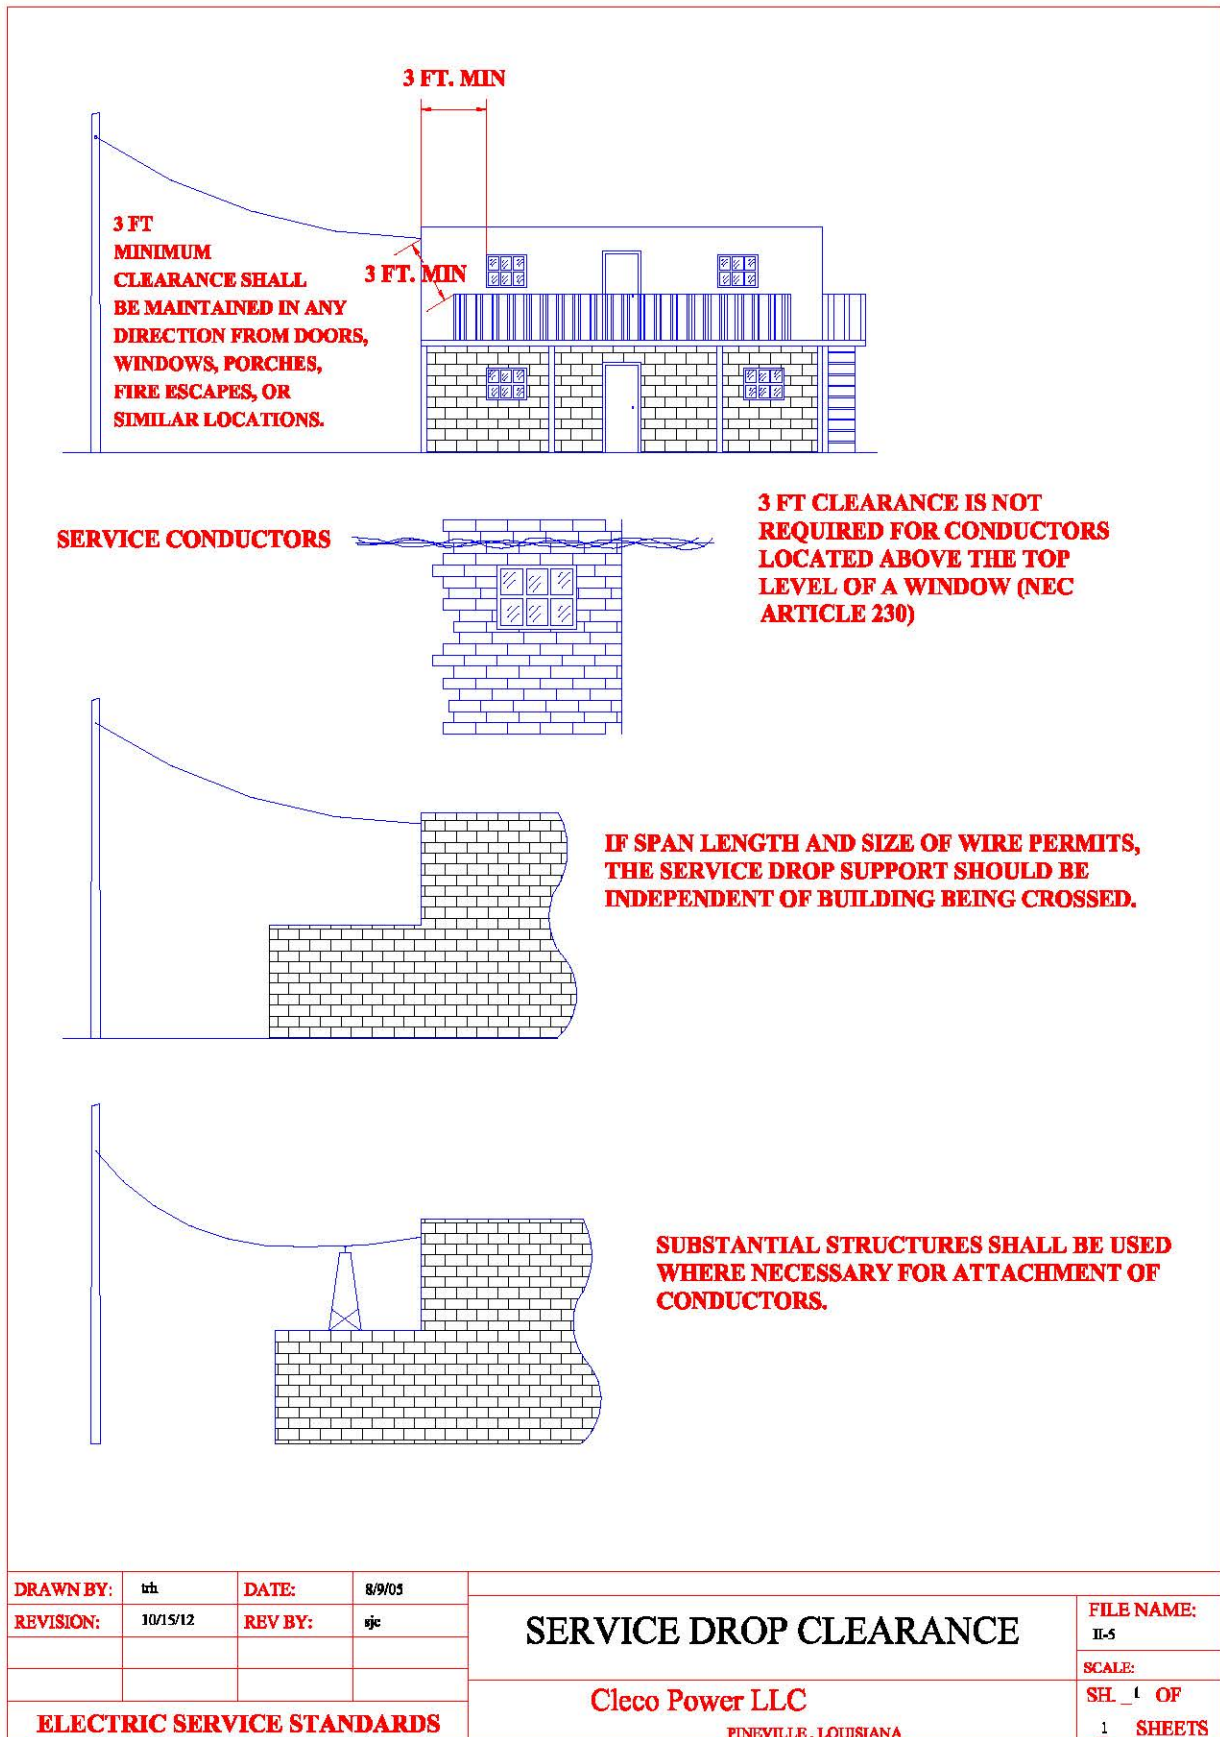 3 FT. MIN
3 FT
MINIMUM
CLEARANCE SHALL
BE MAINTAINED IN ANY
DIRECTION FROM DOORS,
WINDOWS, PORCHES,
FIRE ESCAPES, OR
SIMILAR LOCATIONS.
3 FT. MIN
SERVICE CONDUCTORS
3 FT CLEARANCE IS NOT
REQUIRED FOR CONDUCTORS
LOCATED ABOVE THE TOP
LEVEL OF A WINDOW (NEC
ARTICLE 230)
IF SPAN LENGTH AND SIZE OF WIRE PERMITS,
THE SERVICE DROP SUPPORT SHOULD BE
INDEPENDENT OF BUILDING BEING CROSSED.
SUBSTANTIAL STRUCTURES SHALL BE USED
WHERE NECESSARY FOR ATTACHMENT OF
CONDUCTORS.
DRAWN BY: trh DATE: 8/9/05
REVISION: 10/15/12 REV BY: sjc
ELECTRIC SERVICE STANDARDS
SERVICE DROP CLEARANCE
Cleco Power LLC
PINEVILLE, LOUISIANA
FILE NAME:
II-5
SCALE:
SH. 1 OF
1 SHEETS